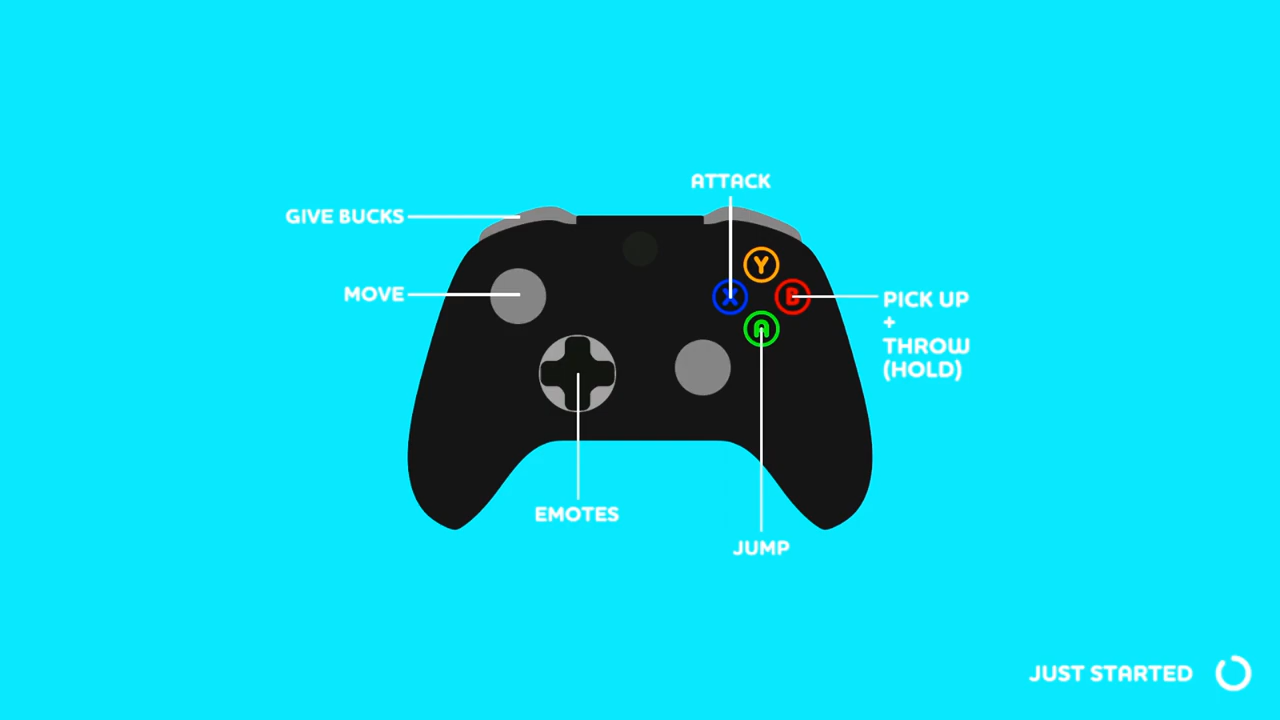 ATTACK
GIVE BUCKS
Y
MOVE
X
B
PICK UP
+
THROW
(HOLD)
A
EMOTES
JUMP
JUST STARTED